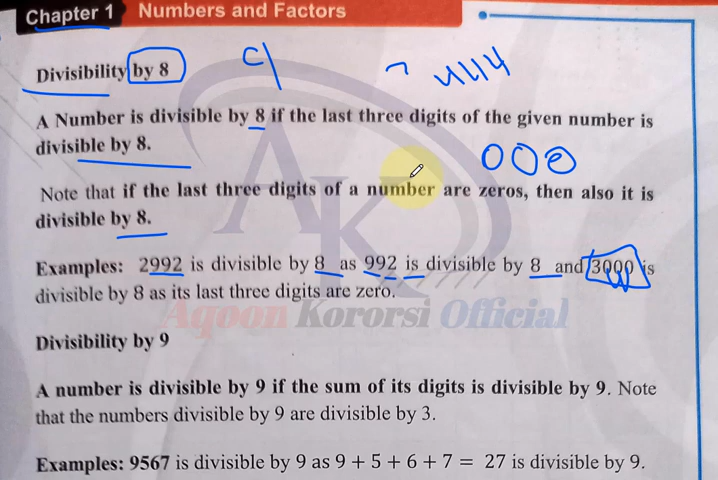 Chapter 1 Numbers and Factors
Divisibility by 8
A Number is divisible by 8 if the last three digits of the given number is
divisible by 8.
000
Note that if the last three digits of a number are zeros, then also it is
divisible by 8.
Examples: 2992 is divisible by 8 as 992 is divisible by 8 and 3000 is
divisible by 8 as its last three digits are zero.
Aqoon Kororsi Official
Divisibility by 9
A number is divisible by 9 if the sum of its digits is divisible by 9. Note
that the numbers divisible by 9 are divisible by 3.
Examples: 9567 is divisible by 9 as 9 + 5 + 6 + 7 = 27 is divisible by 9.